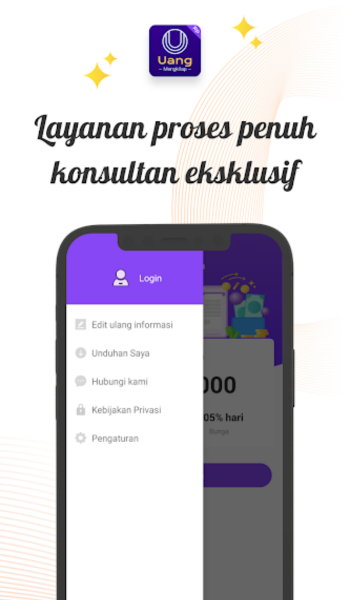 Uang
Mengkilap
Layanan proses penuh
konsultan eksklusif
Login
Edit ulang informasi
Unduhan Saya
Hubungi kami
Kebijakan Privasi
Pengaturan
000
05% hari
Bunga